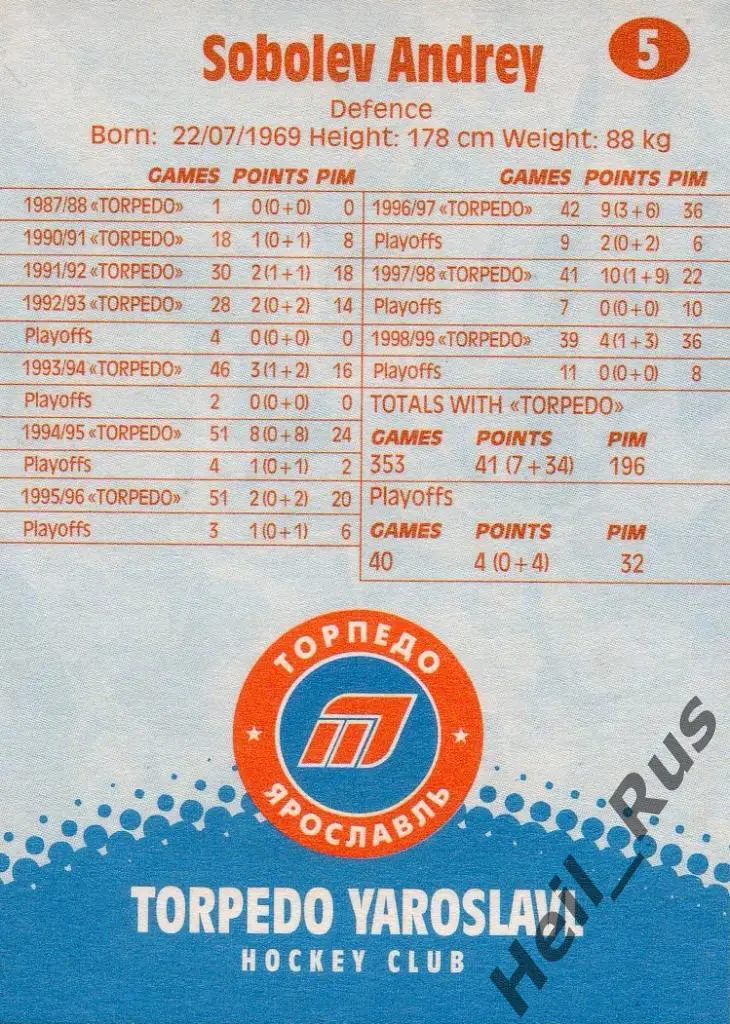 Sobolev Andrey
5
Defence
Born: 22/07/1969 Height: 178 cm Weight: 88 kg
GAMES POINTS PIM
1987/88 «TORPEDO» 1 0(0+0) 0
1990/91 «TORPEDO» 18 1(0+1) 8
1991/92 «TORPEDO» 30 2(1+1) 18
1992/93 «TORPEDO» 28 2(0+2) 14
Playoffs 4 0(0+0) 0
1993/94 «TORPEDO» 46 3(1+2) 16
Playoffs 2 0(0+0) 0
1994/95 «TORPEDO» 51 8(0+8) 24
Playoffs 4 1(0+1) 2
1995/96 «TORPEDO» 51 2(0+2) 20
Playoffs 3 1(0+1) 6
GAMES POINTS PIM
1996/97 «TORPEDO» 42 9(3+6) 36
Playoffs 9 2(0+2) 6
1997/98 «TORPEDO» 41 10(1+9) 22
Playoffs 7 0(0+0) 10
1998/99 «TORPEDO» 39 4(1+3) 36
Playoffs 11 0(0+0) 8
TOTALS WITH «TORPEDO»
GAMES POINTS PIM
353 41 (7+34) 196
Playoffs
GAMES POINTS PIM
40 4 (0+4) 32
ТОРПЕДО
ЯРОСЛАВЛЬ
TORPEDO YAROSLAVL
HOCKEY CLUB
Heil_Rus